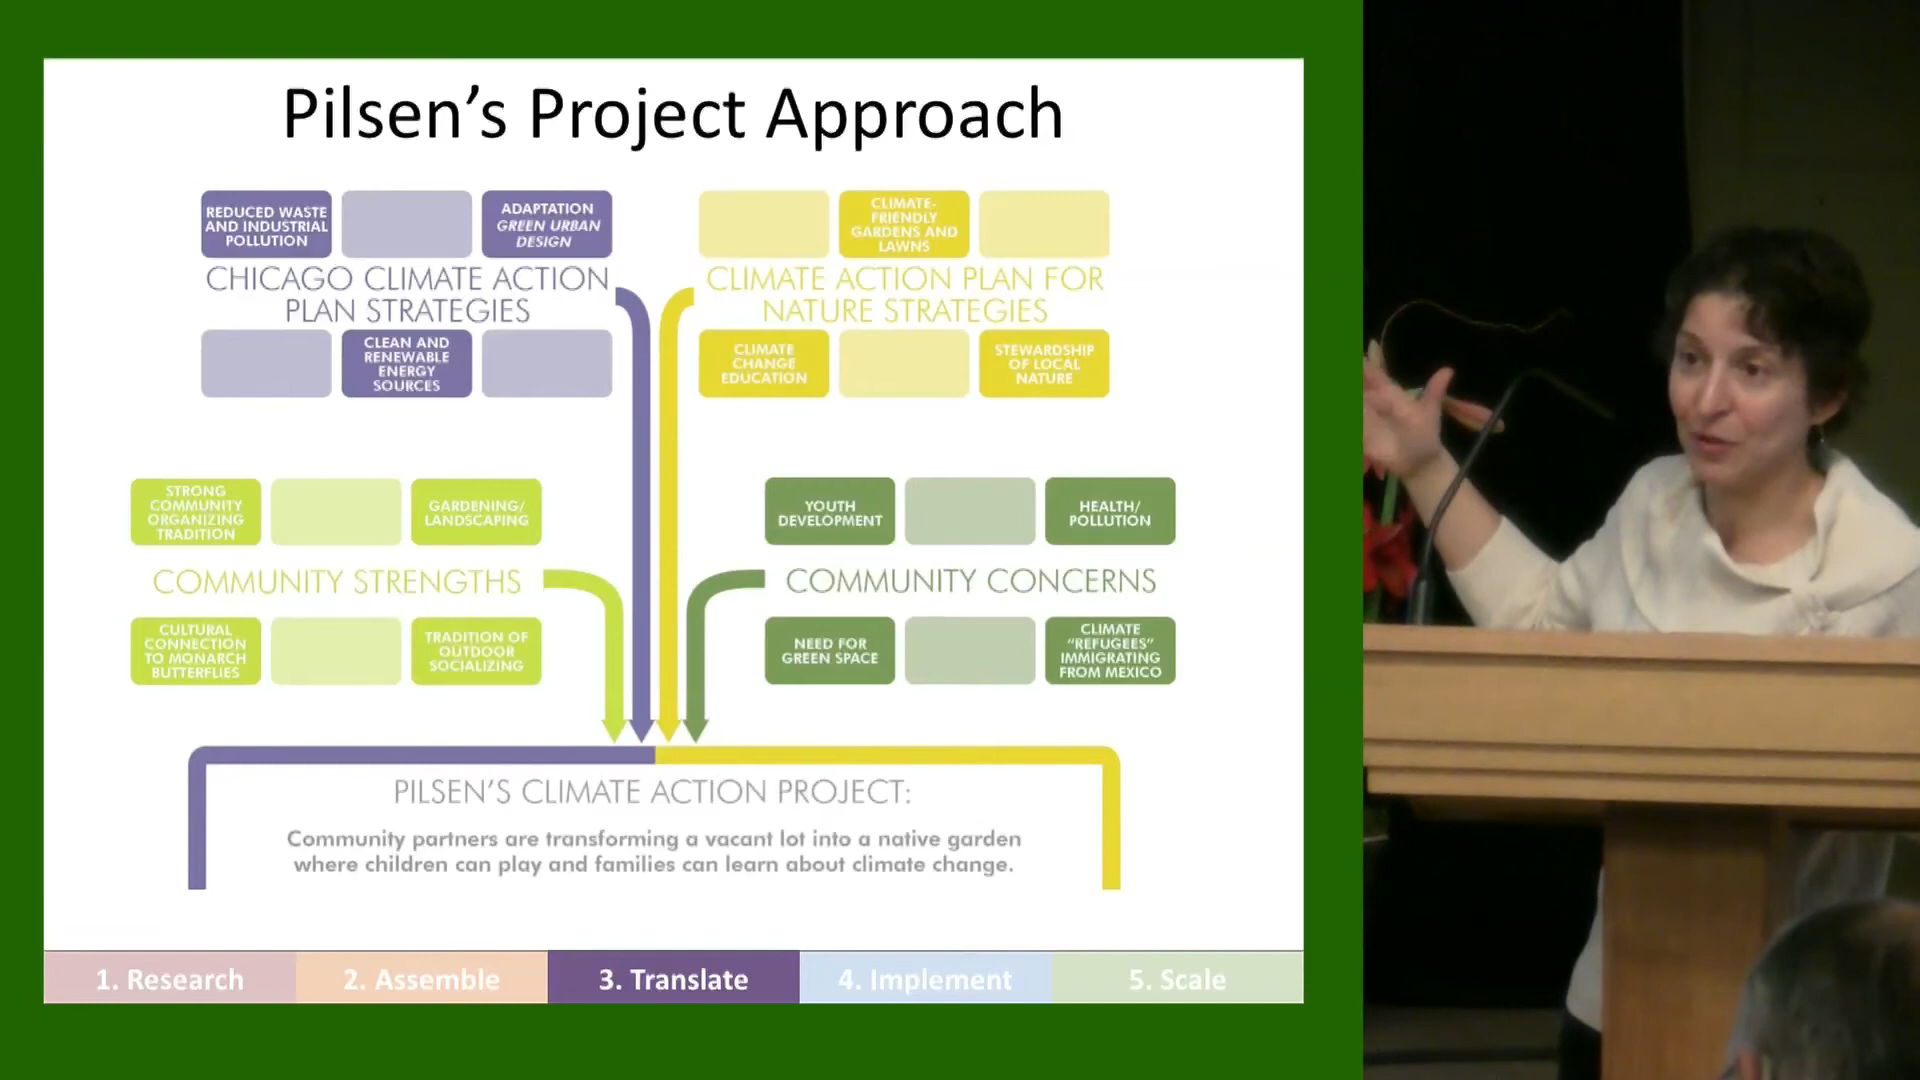 Pilsen's Project Approach
REDUCED WASTE
AND INDUSTRIAL
POLLUTION
ADAPTATION
GREEN URBAN
DESIGN
CHICAGO CLIMATE ACTION
PLAN STRATEGIES
CLEAN AND
RENEWABLE
ENERGY
SOURCES
CLIMATE-
FRIENDLY
GARDENS AND
LAWNS
CLIMATE ACTION PLAN FOR
NATURE STRATEGIES
CLIMATE
CHANGE
EDUCATION
STEWARDSHIP
OF LOCAL
NATURE
STRONG
COMMUNITY
ORGANIZING
TRADITION
GARDENING/
LANDSCAPING
COMMUNITY STRENGTHS
CULTURAL
CONNECTION
TO MONARCH
BUTTERFLIES
TRADITION OF
OUTDOOR
SOCIALIZING
YOUTH
DEVELOPMENT
HEALTH/
POLLUTION
COMMUNITY CONCERNS
NEED FOR
GREEN SPACE
CLIMATE
"REFUGEES"
IMMIGRATING
FROM MEXICO
PILSEN'S CLIMATE ACTION PROJECT:
Community partners are transforming a vacant lot into a native garden
where children can play and families can learn about climate change.
1. Research
2. Assemble
3. Translate
4. Implement
5. Scale